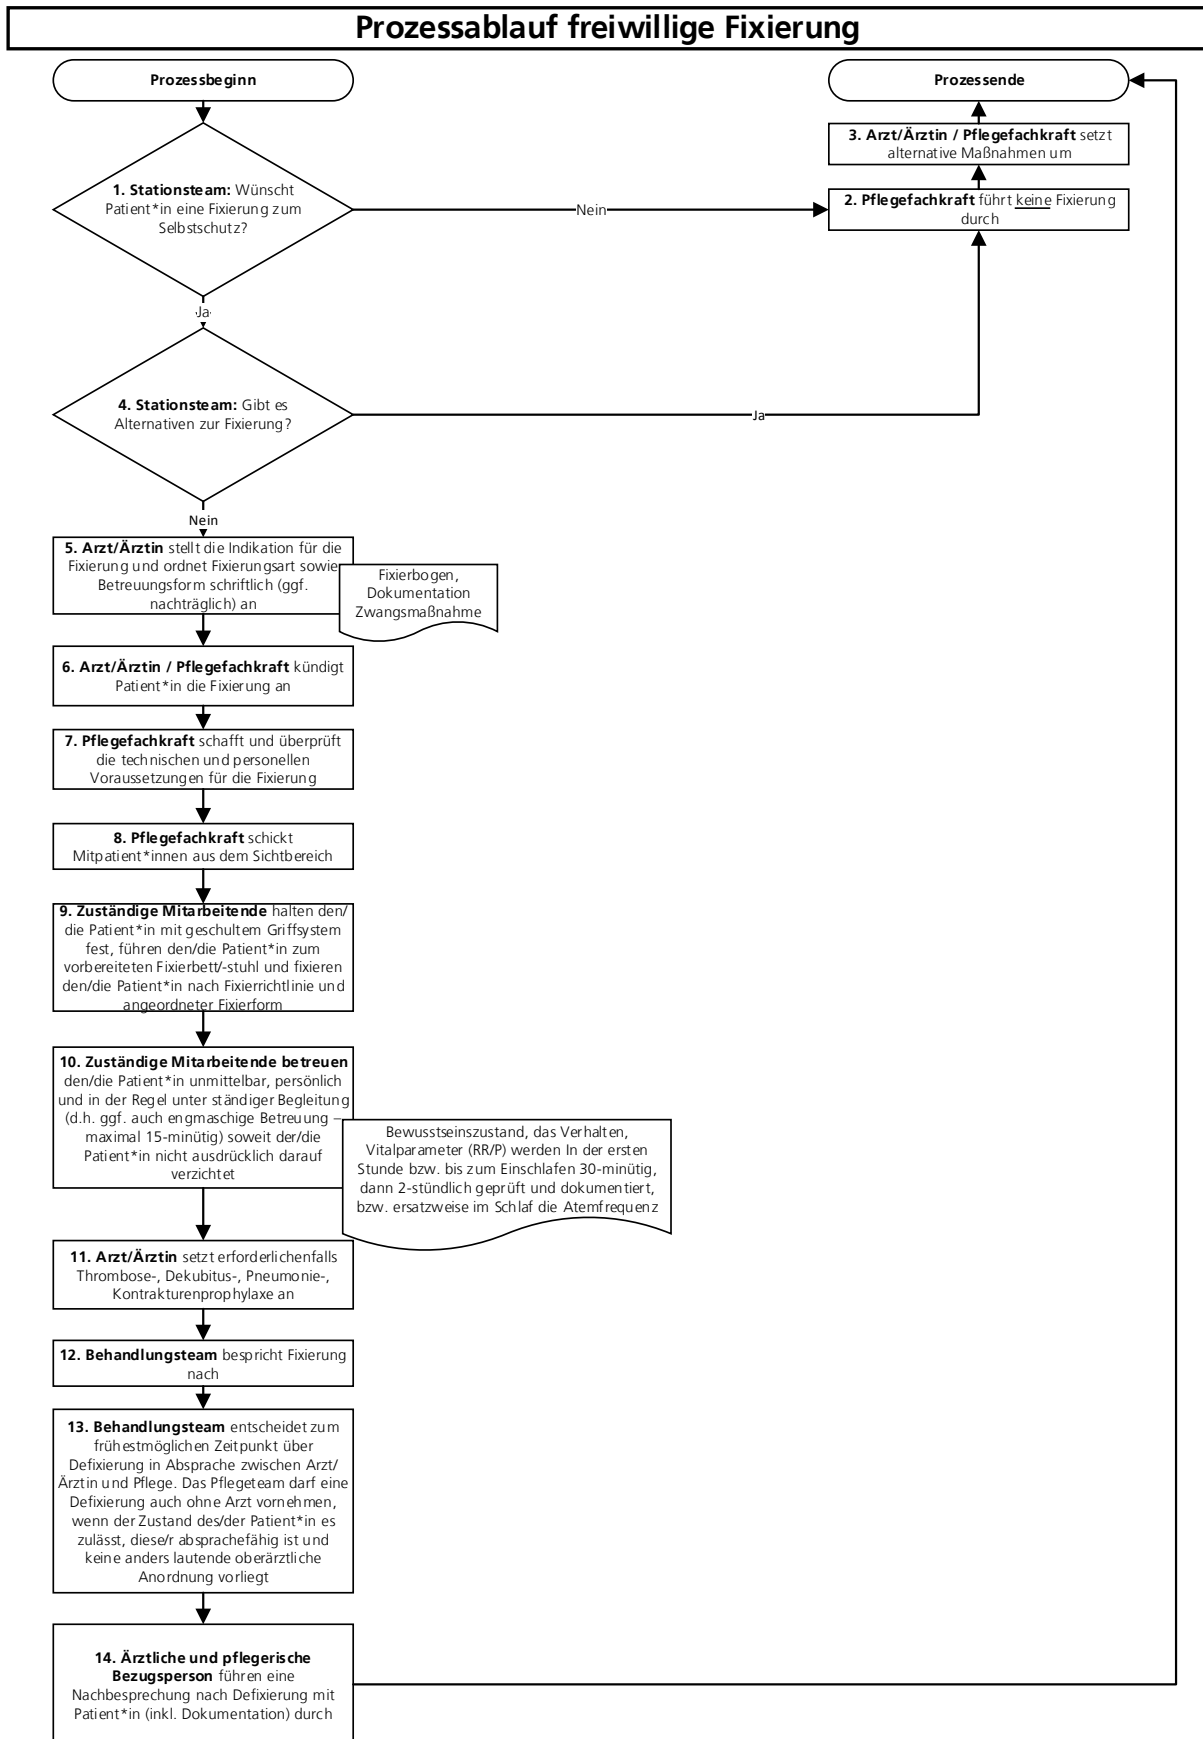 Prozessablauf freiwillige Fixierung
Prozessbeginn
Prozessende
3. Arzt/Ärztin / Pflegefachkraft setzt
alternative Maßnahmen um
1. Stationsteam: Wünscht
Patient*in eine Fixierung zum
Selbstschutz?
Nein
2. Pflegefachkraft führt keine Fixierung
durch
Ja
4. Stationsteam: Gibt es
Alternativen zur Fixierung?
Ja
Nein
5. Arzt/Ärztin stellt die Indikation für die
Fixierung und ordnet Fixierungsart sowie
Betreuungsform schriftlich (ggf.
nachträglich) an
Fixierbogen,
Dokumentation
Zwangsmaßnahme
6. Arzt/Ärztin / Pflegefachkraft kündigt
Patient*in die Fixierung an
7. Pflegefachkraft schafft und überprüft
die technischen und personellen
Voraussetzungen für die Fixierung
8. Pflegefachkraft schickt
Mitpatient*innen aus dem Sichtbereich
9. Zuständige Mitarbeitende halten den/
die Patient*in mit geschultem Griffsystem
fest, führen den/die Patient*in zum
vorbereiteten Fixierbett/-stuhl und fixieren
den/die Patient*in nach Fixierrichtlinie und
angeordneter Fixierform
10. Zuständige Mitarbeitende betreuen
den/die Patient*in unmittelbar, persönlich
und in der Regel unter ständiger Begleitung
(d.h. ggf. auch engmaschige Betreuung –
maximal 15-minütig) soweit der/die
Patient*in nicht ausdrücklich darauf
verzichtet
Bewusstseinszustand, das Verhalten,
Vitalparameter (RR/P) werden In der ersten
Stunde bzw. bis zum Einschlafen 30-minütig,
dann 2-stündlich geprüft und dokumentiert,
bzw. ersatzweise im Schlaf die Atemfrequenz
11. Arzt/Ärztin setzt erforderlichenfalls
Thrombose-, Dekubitus-, Pneumonie-,
Kontrakturenprophylaxe an
12. Behandlungsteam bespricht Fixierung
nach
13. Behandlungsteam entscheidet zum
frühestmöglichen Zeitpunkt über
Defixierung in Absprache zwischen Arzt/
Ärztin und Pflege. Das Pflegeteam darf eine
Defixierung auch ohne Arzt vornehmen,
wenn der Zustand des/der Patient*in es
zulässt, diese/r absprachefähig ist und
keine anders lautende oberärztliche
Anordnung vorliegt
14. Ärztliche und pflegerische
Bezugsperson führen eine
Nachbesprechung nach Defixierung mit
Patient*in (inkl. Dokumentation) durch